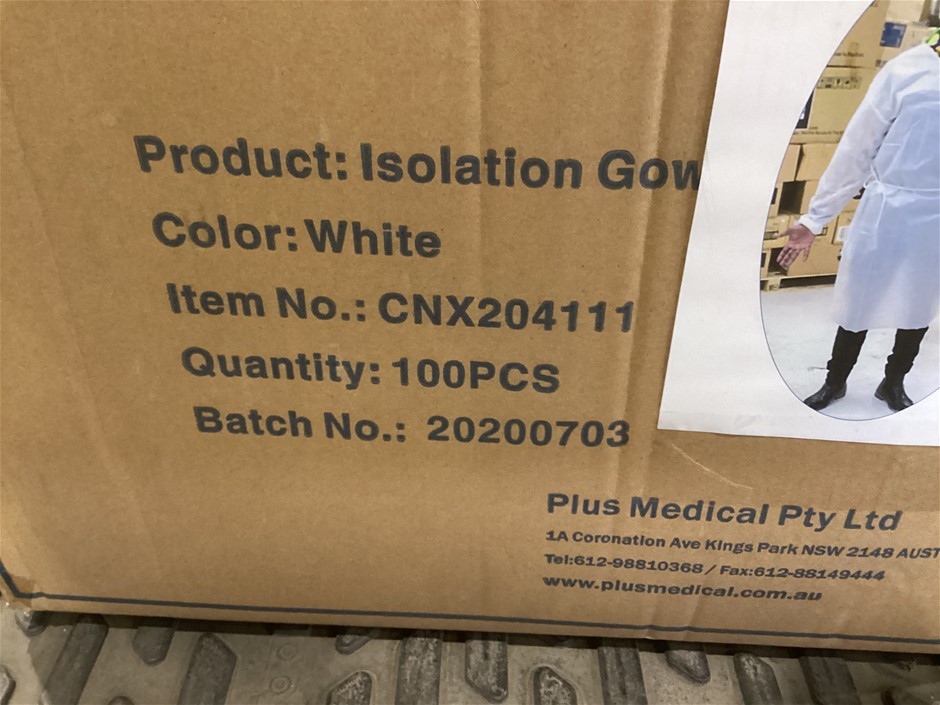 Product: Isolation Gow
Color: White
Item No.: CNX204111
Quantity: 100PCS
Batch No.: 20200703
Plus Medical Pty Ltd
1A Coronation Ave Kings Park NSW 2148 AUST
Tel:612-98810368 / Fax:612-88149444
www.plusmedical.com.au